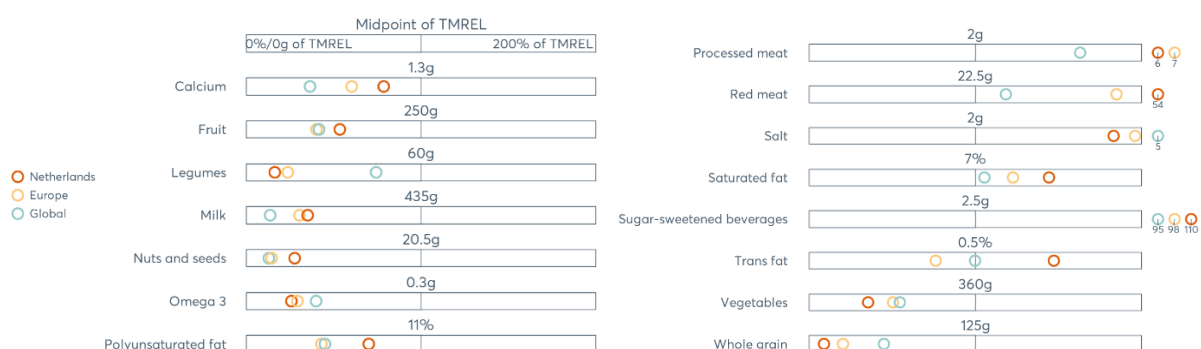 Midpoint of TMREL
0%/0g of TMREL 200% of TMREL
1.3g
Calcium
250g
Fruit
60g
Legumes
435g
Milk
20.5g
Nuts and seeds
0.3g
Omega 3
11%
Polyunsaturated fat
Netherlands
Europe
Global
2g
Processed meat
6 7
22.5g
Red meat
54
2g
Salt
5
7%
Saturated fat
2.5g
Sugar-sweetened beverages
95 98 110
0.5%
Trans fat
360g
Vegetables
125g
Whole grain